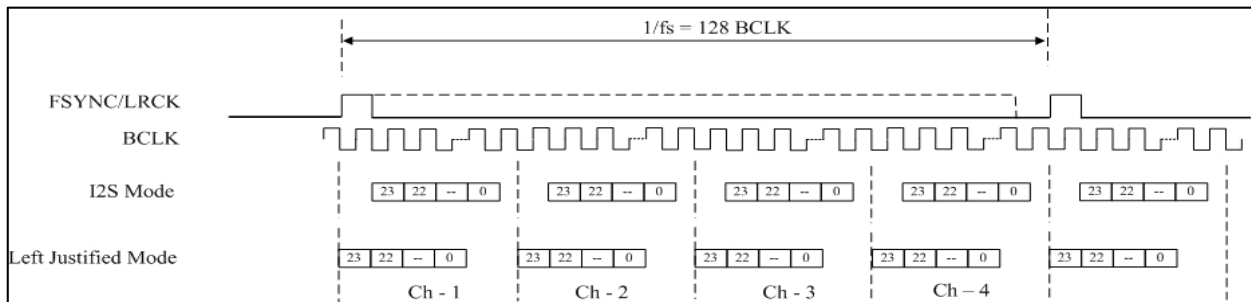 1/fs = 128 BCLK
FSYNC/LRCK
BCLK
I2S Mode
23 22 -- 0 23 22 -- 0 23 22 -- 0 23 22 -- 0 23 22 -- 0
Left Justified Mode
23 22 -- 0 23 22 -- 0 23 22 -- 0 23 22 -- 0 23 22 -- 0
Ch - 1 Ch - 2 Ch - 3 Ch – 4